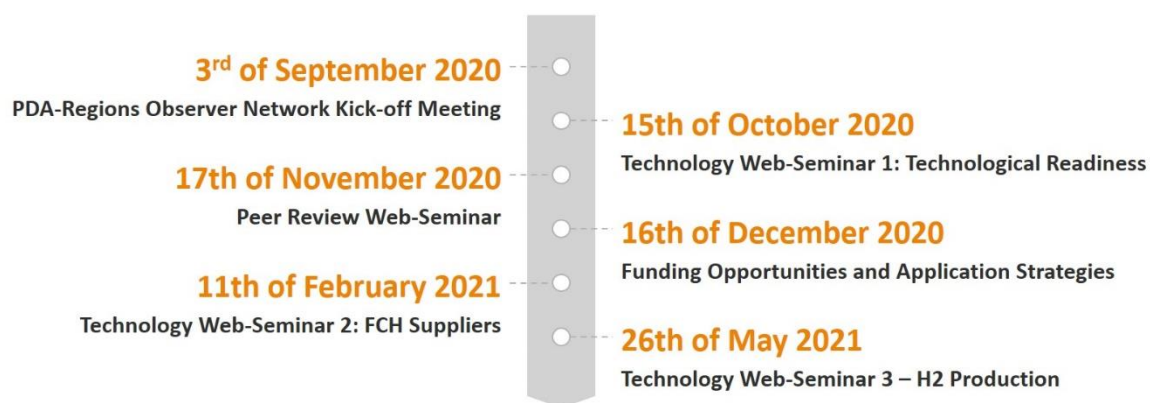 3rd of September 2020
PDA-Regions Observer Network Kick-off Meeting
15th of October 2020
Technology Web-Seminar 1: Technological Readiness
17th of November 2020
Peer Review Web-Seminar
16th of December 2020
Funding Opportunities and Application Strategies
11th of February 2021
Technology Web-Seminar 2: FCH Suppliers
26th of May 2021
Technology Web-Seminar 3 – H2 Production